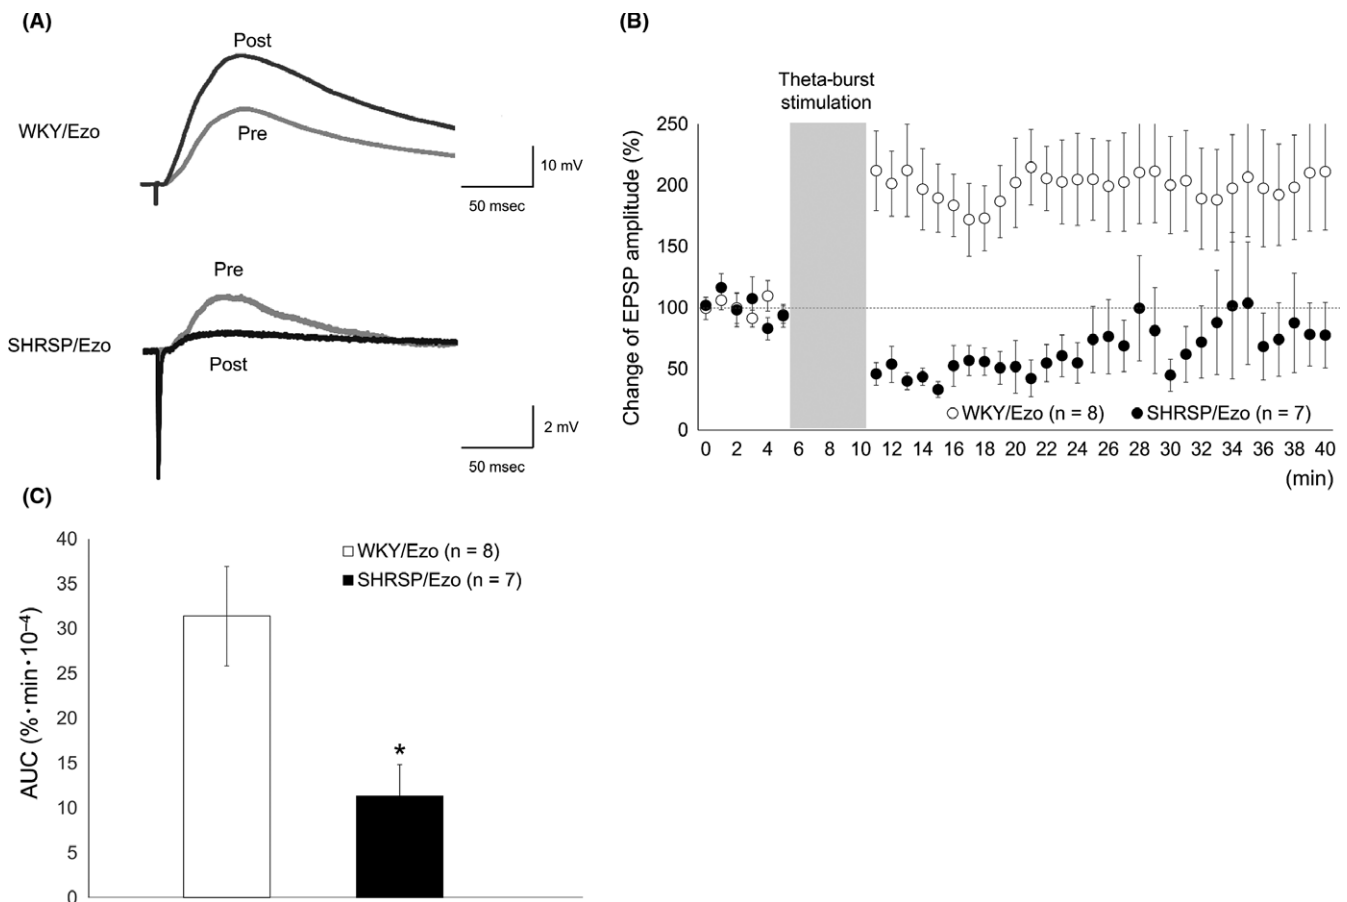 (A)
Post
WKY/Ezo
Pre
10 mV
50 msec
Pre
SHRSP/Ezo
Post
2 mV
50 msec
(B)
Theta-burst
stimulation
Change of EPSP amplitude (%)
250
200
150
100
50
0
WKY/Ezo (n = 8) SHRSP/Ezo (n = 7)
0 2 4 6 8 10 12 14 16 18 20 22 24 26 28 30 32 34 36 38 40
(min)
(C)
AUC (%·min·10⁻⁴)
40
35
30
25
20
15
10
5
0
WKY/Ezo (n = 8)
SHRSP/Ezo (n = 7)
*